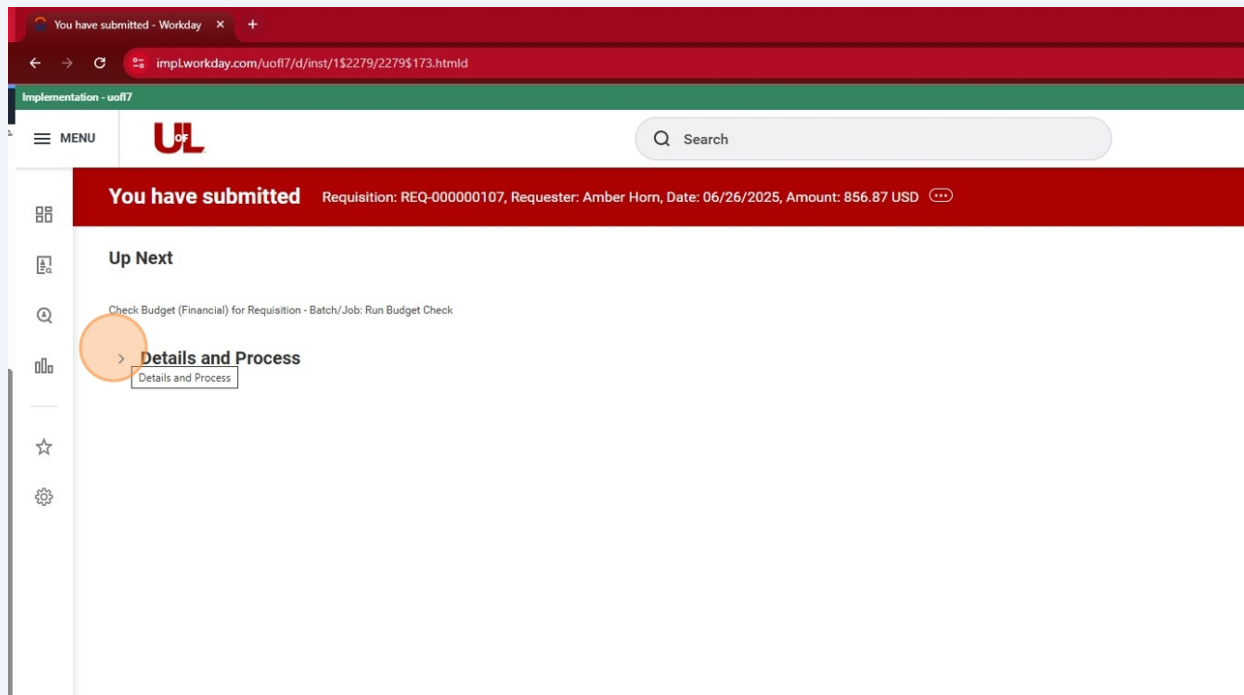 You have submitted - Workday
impl.workday.com/uofl7/d/inst/1$2279/2279$173.htmld
Implementation - uofl7
MENU
UOFL
Search
You have submitted Requisition: REQ-000000107, Requester: Amber Horn, Date: 06/26/2025, Amount: 856.87 USD
Up Next
Check Budget (Financial) for Requisition - Batch/Job: Run Budget Check
Details and Process
Details and Process